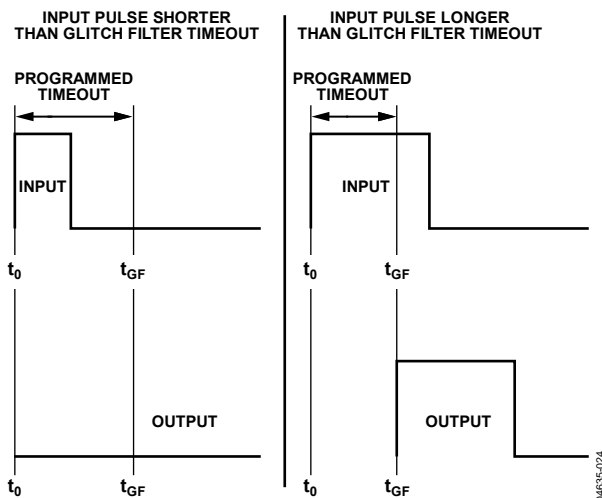 INPUT PULSE SHORTER
THAN GLITCH FILTER TIMEOUT
PROGRAMMED
TIMEOUT
INPUT
t0
tGF
OUTPUT
t0
tGF
INPUT PULSE LONGER
THAN GLITCH FILTER TIMEOUT
PROGRAMMED
TIMEOUT
INPUT
t0
tGF
OUTPUT
t0
tGF
04635-024